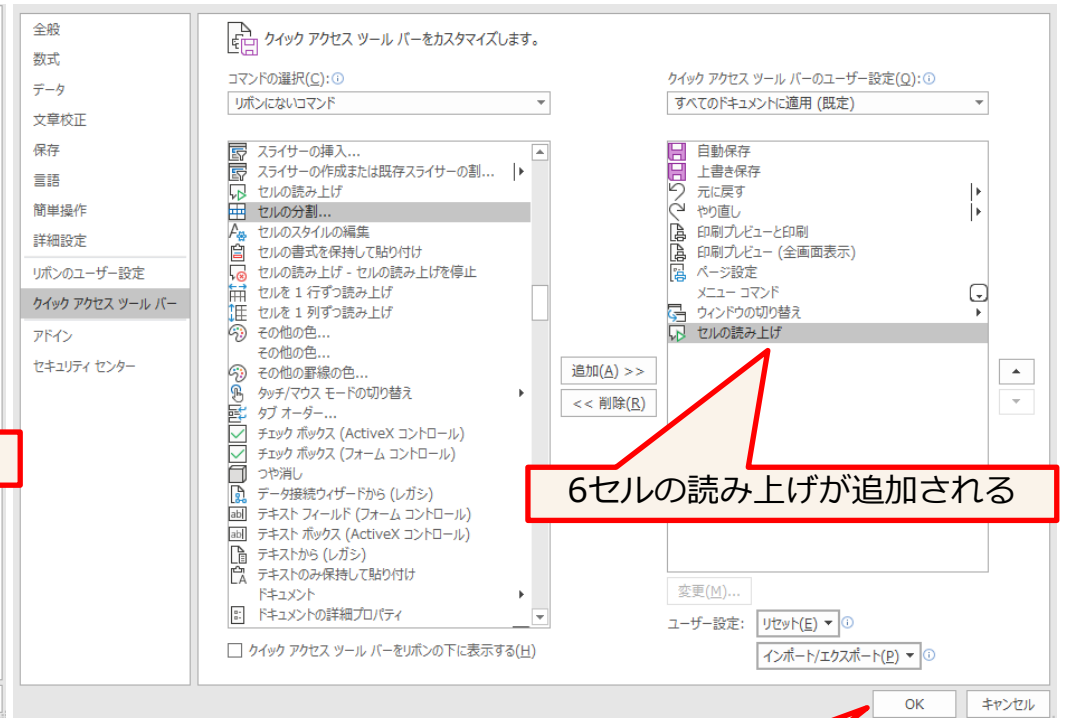 全般
数式
データ
文章校正
保存
言語
簡単操作
詳細設定
リボンのユーザー設定
クイック アクセス ツール バー
アドイン
セキュリティ センター
クイック アクセス ツール バーをカスタマイズします。
コマンドの選択(C):
リボンにないコマンド
スライサーの挿入...
スライサーの作成または既存スライサーの割...
セルの読み上げ
セルの分割...
セルのスタイルの編集
セルの書式を保持して貼り付け
セルの読み上げ - セルの読み上げを停止
セルを 1 行ずつ読み上げ
セルを 1 列ずつ読み上げ
その他の色...
その他の色...
その他の罫線の色...
タッチ/マウス モードの切り替え
タブ オーダー...
チェック ボックス (ActiveX コントロール)
チェック ボックス (フォーム コントロール)
つや消し
データ接続ウィザードから (レガシ)
テキスト フィールド (フォーム コントロール)
テキスト ボックス (ActiveX コントロール)
テキストから (レガシ)
テキストのみ保持して貼り付け
ドキュメント
ドキュメントの詳細プロパティ
クイック アクセス ツール バーをリボンの下に表示する(H)
追加(A) >>
<< 削除(R)
クイック アクセス ツール バーのユーザー設定(Q):
すべてのドキュメントに適用 (既定)
自動保存
上書き保存
元に戻す
やり直し
印刷プレビューと印刷
印刷プレビュー (全画面表示)
ページ設定
メニュー コマンド
ウィンドウの切り替え
セルの読み上げ
6セルの読み上げが追加される
変更(M)...
ユーザー設定: リセット(E)
インポート/エクスポート(P)
OK
キャンセル